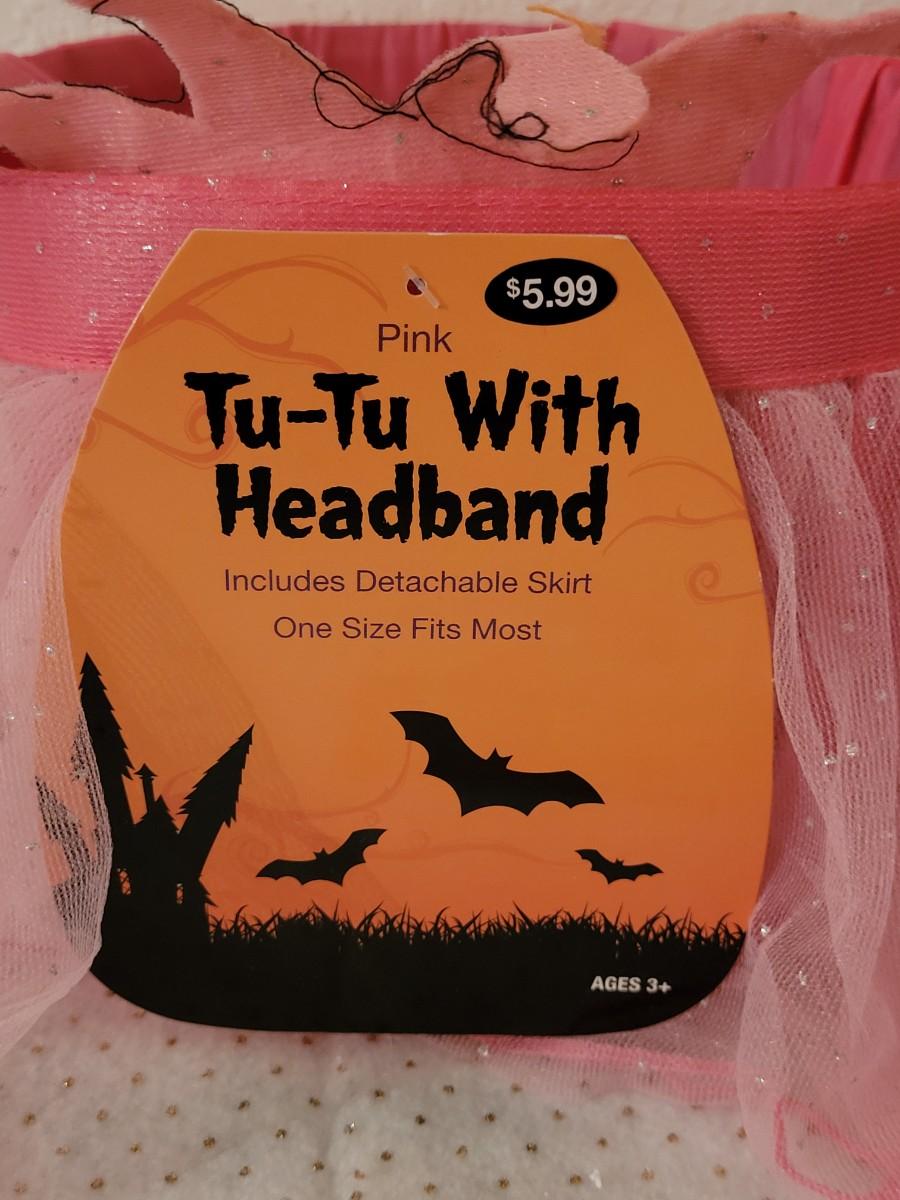 $5.99
Pink
Tu-Tu With
Headband
Includes Detachable Skirt
One Size Fits Most
AGES 3+